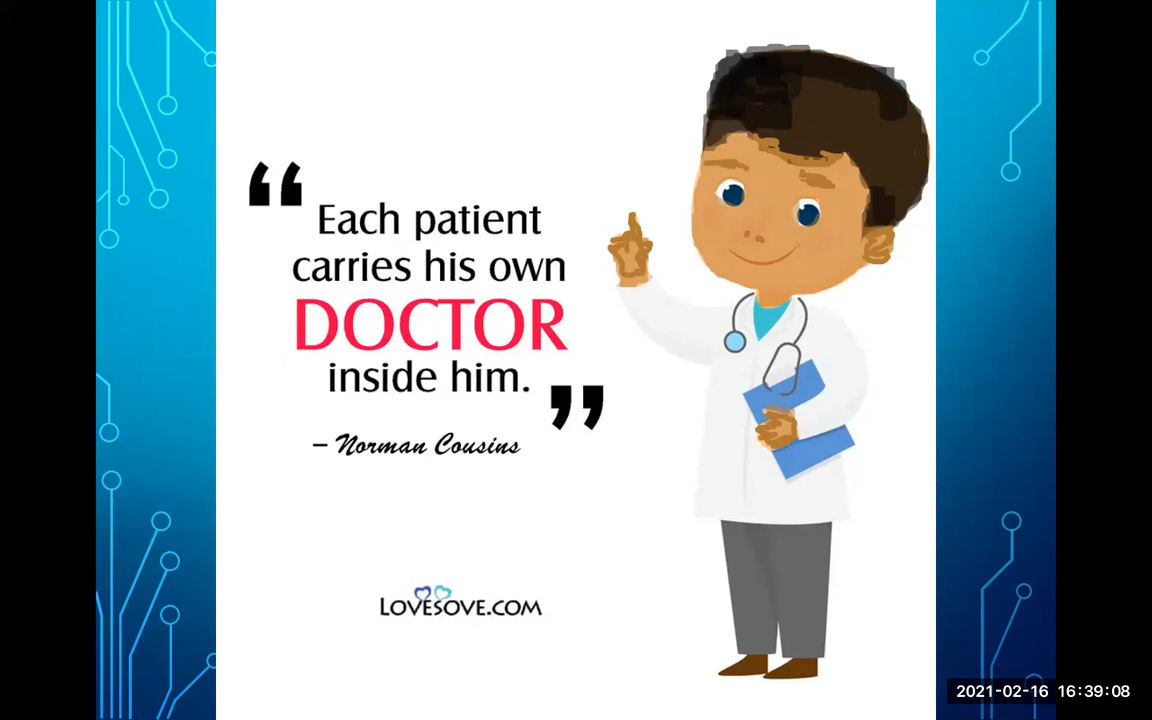 “ Each patient
carries his own
DOCTOR
inside him. ”
– Norman Cousins
LOVESOVE.COM
2021-02-16 16:39:08